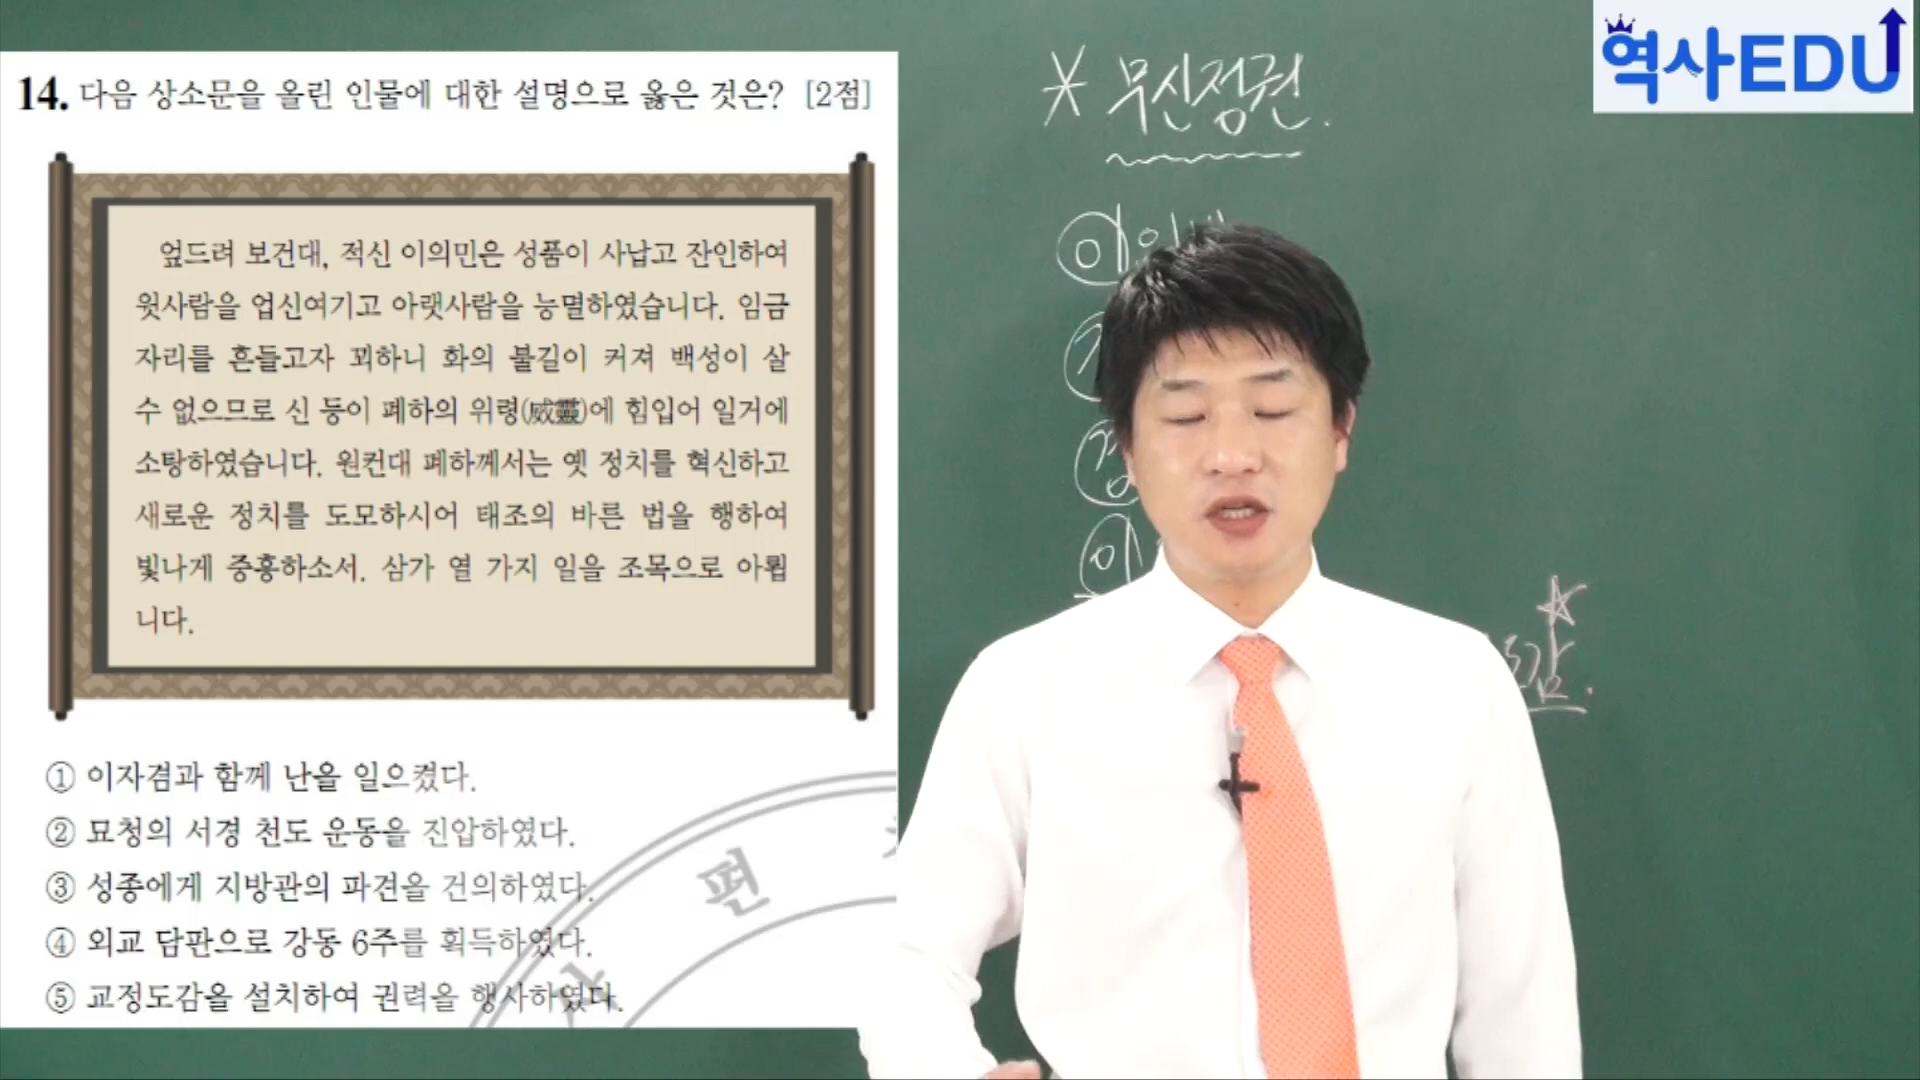 14. 다음 상소문을 올린 인물에 대한 설명으로 옳은 것은? [2점]
엎드려 보건대, 적신 이의민은 성품이 사납고 잔인하여
윗사람을 업신여기고 아랫사람을 능멸하였습니다. 임금
자리를 흔들고자 꾀하니 화의 불길이 커져 백성이 살
수 없으므로 신 등이 폐하의 위령(威靈)에 힘입어 일거에
소탕하였습니다. 원컨대 폐하께서는 옛 정치를 혁신하고
새로운 정치를 도모하시어 태조의 바른 법을 행하여
빛나게 중흥하소서. 삼가 열 가지 일을 조목으로 아룁
니다.
① 이자겸과 함께 난을 일으켰다.
② 묘청의 서경 천도 운동을 진압하였다.
③ 성종에게 지방관의 파견을 건의하였다.
④ 외교 담판으로 강동 6주를 획득하였다.
⑤ 교정도감을 설치하여 권력을 행사하였다.
편
사
* 무신정권.
이
이
감.
역사EDU